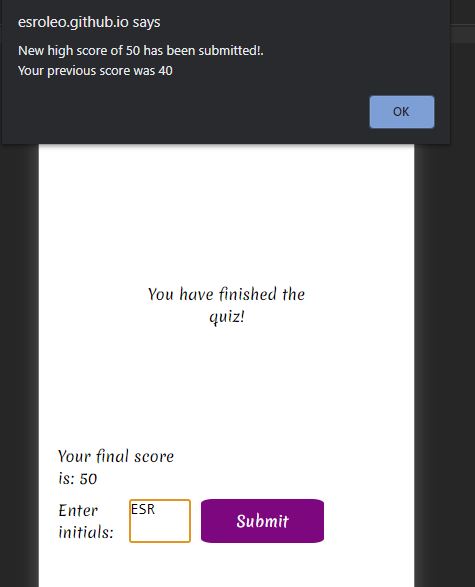 esroleo.github.io says
New high score of 50 has been submitted!.
Your previous score was 40
OK
You have finished the
quiz!
Your final score
is: 50
Enter
initials:
ESR
Submit